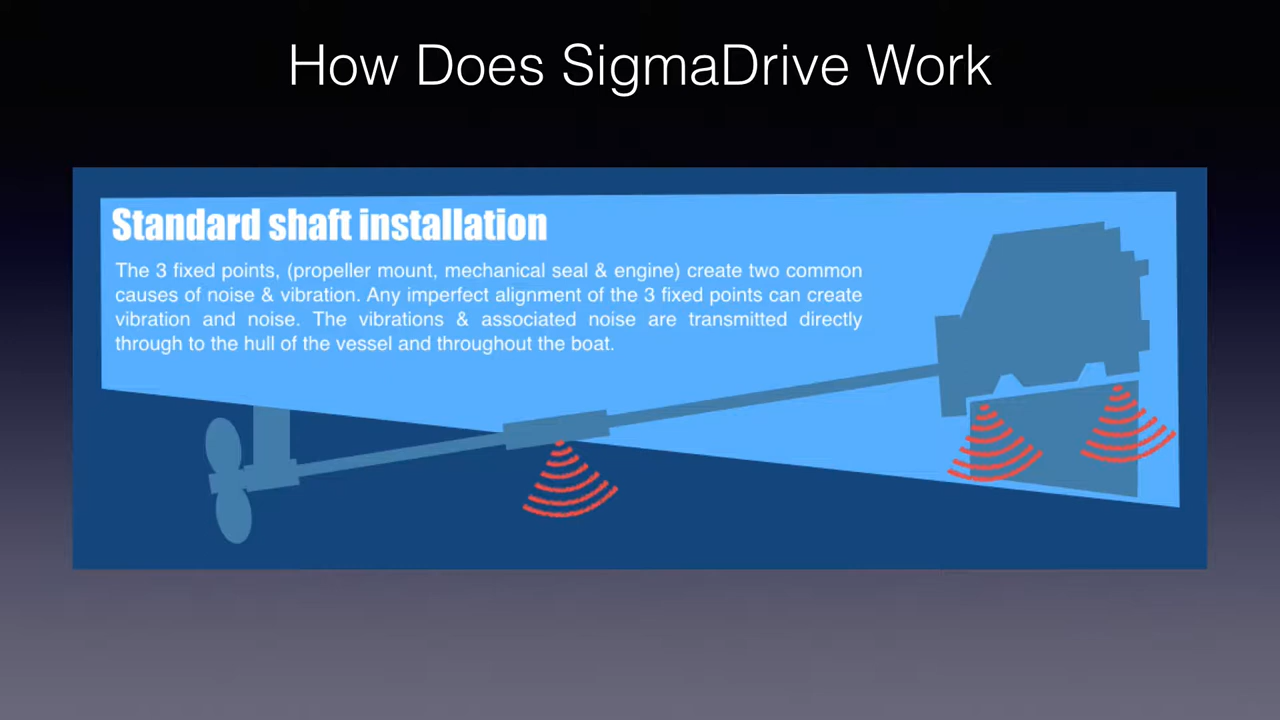 How Does SigmaDrive Work
Standard shaft installation
The 3 fixed points, (propeller mount, mechanical seal & engine) create two common
causes of noise & vibration. Any imperfect alignment of the 3 fixed points can create
vibration and noise. The vibrations & associated noise are transmitted directly
through to the hull of the vessel and throughout the boat.